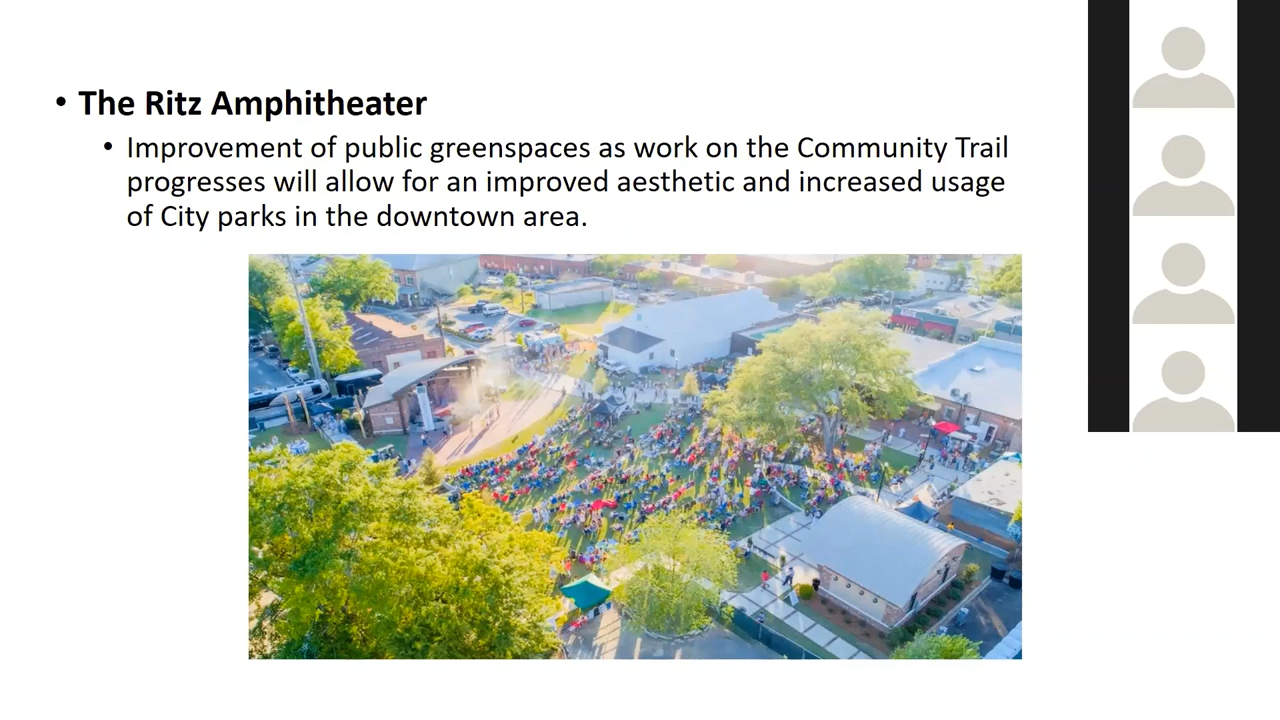 • The Ritz Amphitheater
• Improvement of public greenspaces as work on the Community Trail
progresses will allow for an improved aesthetic and increased usage
of City parks in the downtown area.